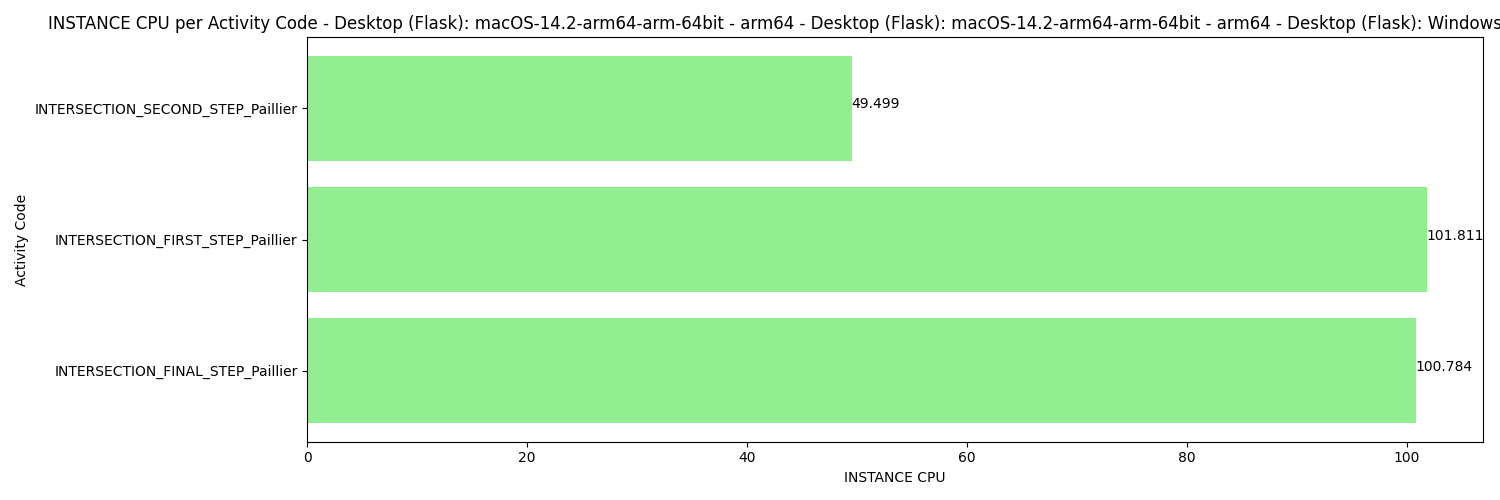 INSTANCE CPU per Activity Code - Desktop (Flask): macOS-14.2-arm64-arm-64bit - arm64 - Desktop (Flask): macOS-14.2-arm64-arm-64bit - arm64 - Desktop (Flask): Windows
INTERSECTION_SECOND_STEP_Paillier
49.499
INTERSECTION_FIRST_STEP_Paillier
101.811
INTERSECTION_FINAL_STEP_Paillier
100.784
Activity Code
0 20 40 60 80 100
INSTANCE CPU